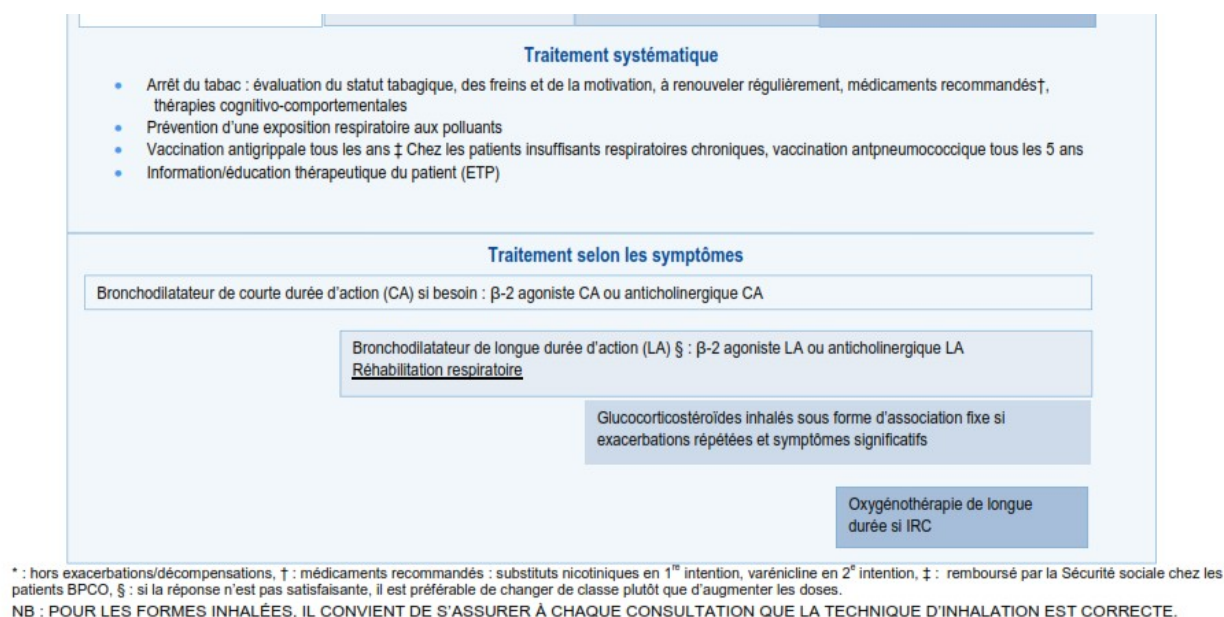 Traitement systématique
• Arrêt du tabac : évaluation du statut tabagique, des freins et de la motivation, à renouveler régulièrement, médicaments recommandés†,
thérapies cognitivo-comportementales
• Prévention d’une exposition respiratoire aux polluants
• Vaccination antigrippale tous les ans ‡ Chez les patients insuffisants respiratoires chroniques, vaccination antpneumococcique tous les 5 ans
• Information/éducation thérapeutique du patient (ETP)
Traitement selon les symptômes
Bronchodilatateur de courte durée d’action (CA) si besoin : β-2 agoniste CA ou anticholinergique CA
Bronchodilatateur de longue durée d’action (LA) § : β-2 agoniste LA ou anticholinergique LA
Réhabilitation respiratoire
Glucocorticostéroïdes inhalés sous forme d’association fixe si
exacerbations répétées et symptômes significatifs
Oxygénothérapie de longue
durée si IRC
* : hors exacerbations/décompensations, † : médicaments recommandés : substituts nicotiniques en 1re intention, varénicline en 2e intention, ‡ : remboursé par la Sécurité sociale chez les
patients BPCO, § : si la réponse n’est pas satisfaisante, il est préférable de changer de classe plutôt que d’augmenter les doses.
NB : POUR LES FORMES INHALÉES, IL CONVIENT DE S’ASSURER À CHAQUE CONSULTATION QUE LA TECHNIQUE D’INHALATION EST CORRECTE.